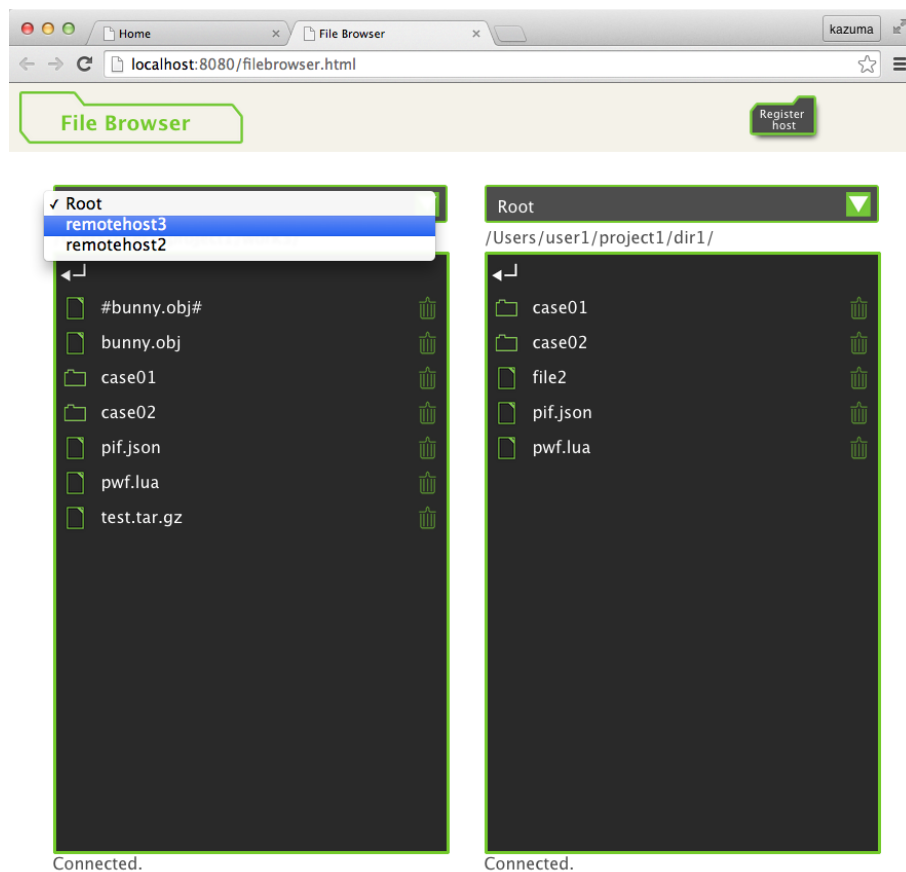 Home
File Browser
kazuma
localhost:8080/filebrowser.html
File Browser
Register
host
✓ Root
remotehost3
remotehost2
#bunny.obj#
bunny.obj
case01
case02
pif.json
pwf.lua
test.tar.gz
Connected.
Root
/Users/user1/project1/dir1/
case01
case02
file2
pif.json
pwf.lua
Connected.